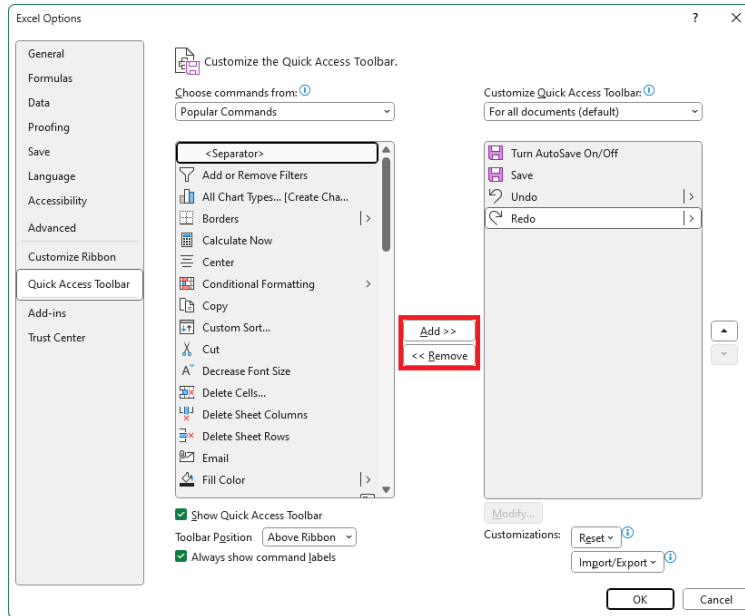 Excel Options
?
General
Formulas
Data
Proofing
Save
Language
Accessibility
Advanced
Customize Ribbon
Quick Access Toolbar
Add-ins
Trust Center
Customize the Quick Access Toolbar.
Choose commands from:
Popular Commands
<Separator>
Add or Remove Filters
All Chart Types... [Create Cha...
Borders
Calculate Now
Center
Conditional Formatting
Copy
Custom Sort...
Cut
Decrease Font Size
Delete Cells...
Delete Sheet Columns
Delete Sheet Rows
Email
Fill Color
Show Quick Access Toolbar
Toolbar Position Above Ribbon
Always show command labels
Add >>
<< Remove
Customize Quick Access Toolbar:
For all documents (default)
Turn AutoSave On/Off
Save
Undo
Redo
Modify...
Customizations: Reset
Import/Export
OK Cancel